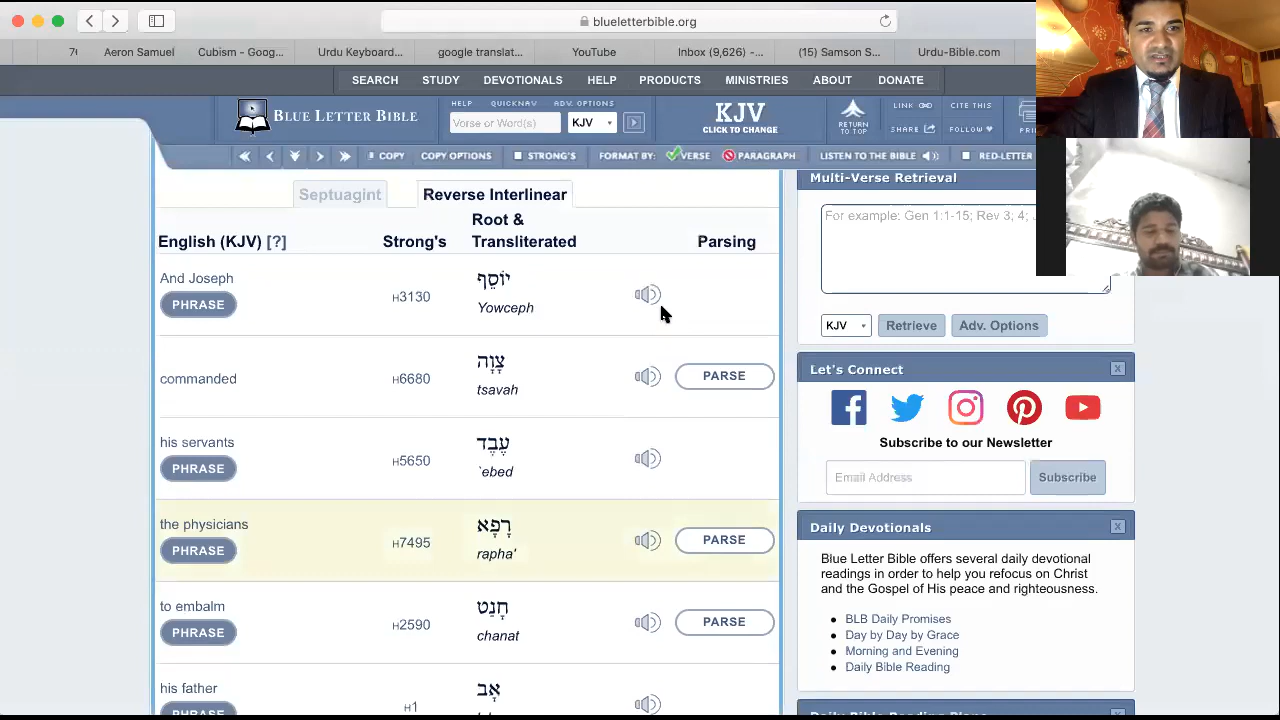 blueletterbible.org
Aeron Samuel
Cubism - Goog...
Urdu Keyboard...
google translat...
YouTube
Inbox (9,626) -...
(15) Samson S...
Urdu-Bible.com
SEARCH STUDY DEVOTIONALS HELP PRODUCTS MINISTRIES ABOUT DONATE
BLUE LETTER BIBLE
HELP QUICKNAV ADV. OPTIONS
Verse or Word(s) KJV
KJV
CLICK TO CHANGE
RETURN
TO TOP
LINK CITE THIS
SHARE FOLLOW
COPY COPY OPTIONS STRONG'S FORMAT BY: VERSE PARAGRAPH LISTEN TO THE BIBLE RED-LETTER
Septuagint Reverse Interlinear
English (KJV) [?] Strong's Root &
Transliterated Parsing
And Joseph
PHRASE
H3130
יוֹסֵף
Yowceph
commanded
H6680
צָוָה
tsavah
PARSE
his servants
PHRASE
H5650
עֶבֶד
`ebed
the physicians
PHRASE
H7495
רָפָא
rapha'
PARSE
to embalm
PHRASE
H2590
חָנַט
chanat
PARSE
his father
PHRASE
H1
אָב
Multi-Verse Retrieval
For example: Gen 1:1-15; Rev 3; 4;
KJV Retrieve Adv. Options
Let's Connect
Subscribe to our Newsletter
Email Address Subscribe
Daily Devotionals
Blue Letter Bible offers several daily devotional
readings in order to help you refocus on Christ
and the Gospel of His peace and righteousness.
BLB Daily Promises
Day by Day by Grace
Morning and Evening
Daily Bible Reading